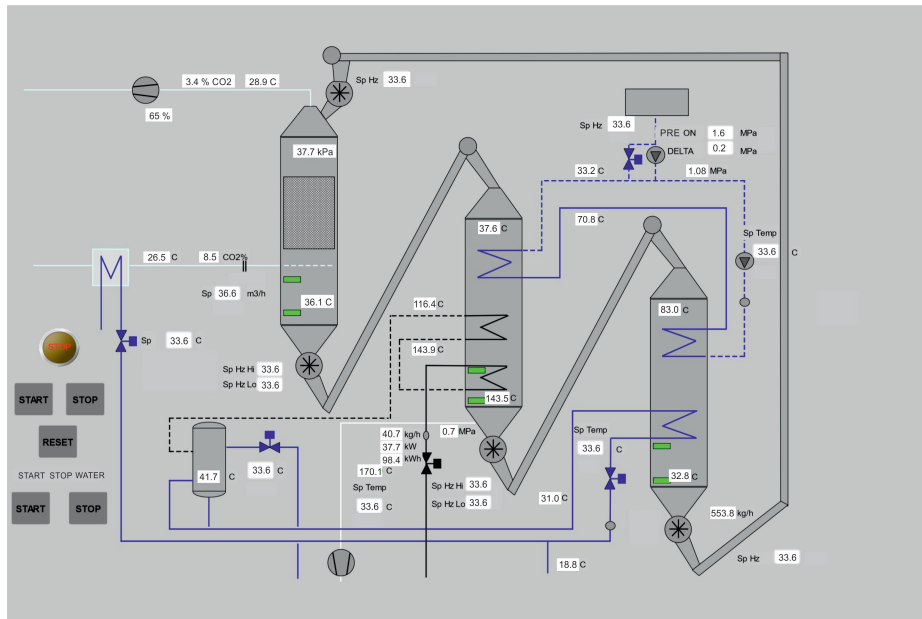 3.4 % CO2 28.9 C
Sp Hz 33.6
65 %
Sp Hz 33.6
PRE ON 1.6 MPa
DELTA 0.2 MPa
37.7 kPa
33.2 C
1.08 MPa
70.8 C
37.6 C
Sp Temp
33.6 C
26.5 C 8.5 CO2%
Sp 36.6 m3/h
36.1 C
116.4 C
83.0 C
Sp 33.6 C
STOP
143.9 C
Sp Hz Hi 33.6
Sp Hz Lo 33.6
START STOP
143.5 C
RESET
40.7 kg/h 0.7 MPa
37.7 kW
98.4 kWh
170.1 C
Sp Temp
33.6 C
Sp Temp
33.6 C
START STOP WATER
41.7 C
33.6 C
Sp Hz Hi 33.6
Sp Hz Lo 33.6
31.0 C
32.8 C
START STOP
553.8 kg/h
18.8 C
Sp Hz 33.6